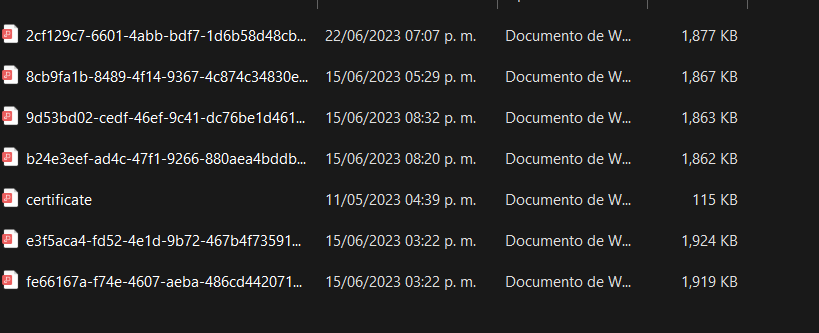 2cf129c7-6601-4abb-bdf7-1d6b58d48cb... 22/06/2023 07:07 p. m. Documento de W... 1,877 KB
8cb9fa1b-8489-4f14-9367-4c874c34830e... 15/06/2023 05:29 p. m. Documento de W... 1,867 KB
9d53bd02-cedf-46ef-9c41-dc76be1d461... 15/06/2023 08:32 p. m. Documento de W... 1,863 KB
b24e3eef-ad4c-47f1-9266-880aea4bddb... 15/06/2023 08:20 p. m. Documento de W... 1,862 KB
certificate 11/05/2023 04:39 p. m. Documento de W... 115 KB
e3f5aca4-fd52-4e1d-9b72-467b4f73591... 15/06/2023 03:22 p. m. Documento de W... 1,924 KB
fe66167a-f74e-4607-aeba-486cd442071... 15/06/2023 03:22 p. m. Documento de W... 1,919 KB